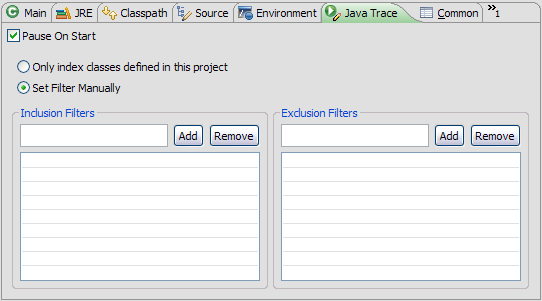 Main JRE Classpath Source Environment Java Trace Common »1
Pause On Start
Only index classes defined in this project
Set Filter Manually
Inclusion Filters Exclusion Filters
Add Remove Add Remove